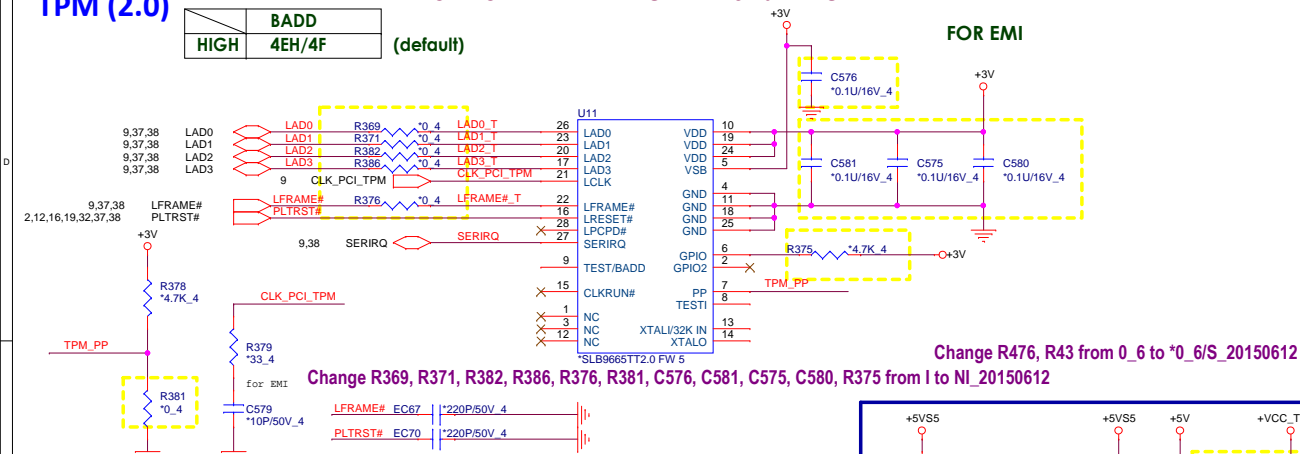 TPM (2.0)
BADD
HIGH 4EH/4F (default)
FOR EMI
+3V
C576
*0.1U/16V_4
+3V
U11
9,37,38 LAD0 LAD0 R369 *0_4 LAD0_T 26 LAD0 VDD 10
9,37,38 LAD1 LAD1 R371 *0_4 LAD1_T 23 LAD1 VDD 19
9,37,38 LAD2 LAD2 R382 *0_4 LAD2_T 20 LAD2 VDD 24
9,37,38 LAD3 LAD3 R386 *0_4 LAD3_T 17 LAD3 VSB 5
9 CLK_PCI_TPM CLK_PCI_TPM 21 LCLK
C581 C575 C580
*0.1U/16V_4 *0.1U/16V_4 *0.1U/16V_4
GND 4
9,37,38 LFRAME# LFRAME# R376 *0_4 LFRAME#_T 22 LFRAME# GND 11
2,12,16,19,32,37,38 PLTRST# PLTRST# 16 LRESET# GND 18
28 LPCPD# GND 25
9,38 SERIRQ SERIRQ 27 SERIRQ
GPIO 6 R375 *4.7K_4 +3V
9 TEST/BADD GPIO2 2
15 CLKRUN# PP 7 TPM_PP
TESTI 8
1 NC
3 NC XTALI/32K IN 13
12 NC XTALO 14
*SLB9665TT2.0 FW 5
+3V
R378
*4.7K_4
CLK_PCI_TPM
TPM_PP
R379
*33_4
for EMI
R381
*0_4
C579
*10P/50V_4
Change R476, R43 from 0_6 to *0_6/S_20150612
Change R369, R371, R382, R386, R376, R381, C576, C581, C575, C580, R375 from I to NI_20150612
LFRAME# EC67 *220P/50V_4
PLTRST# EC70 *220P/50V_4
+5VS5 +5VS5 +5V +VCC_T
D